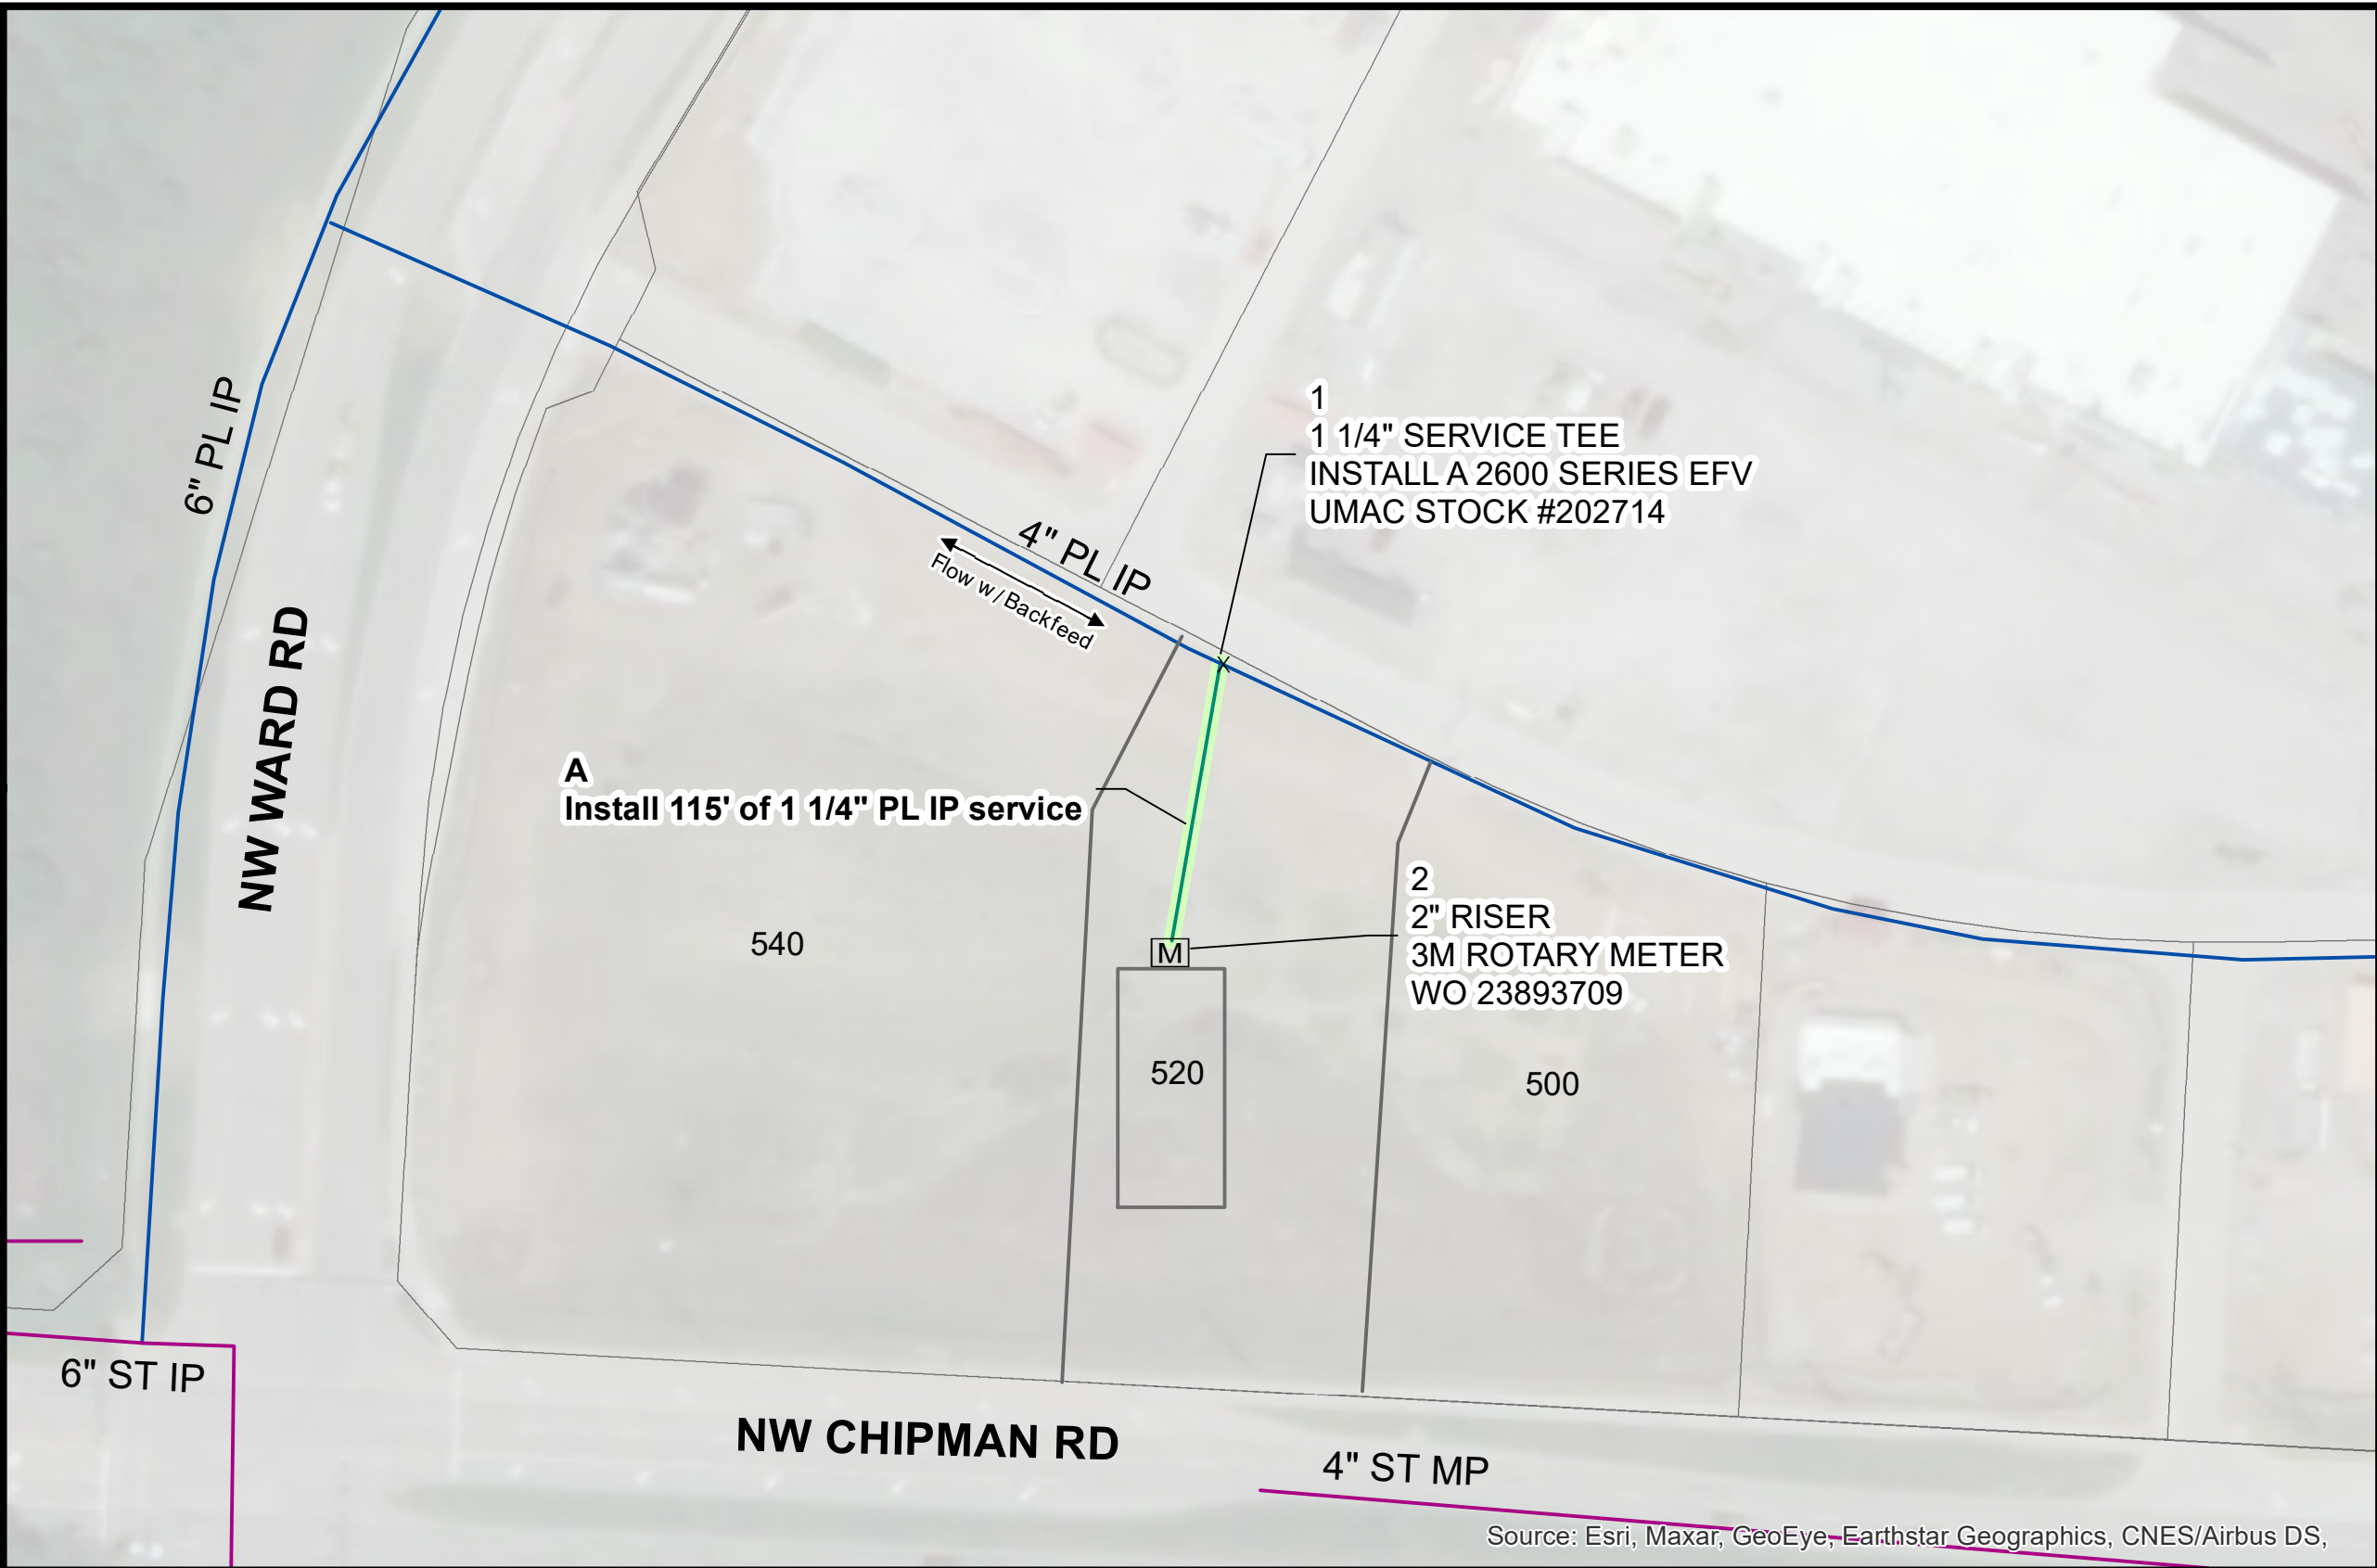 6" PL IP
1
1 1/4" SERVICE TEE
INSTALL A 2600 SERIES EFV
UMAC STOCK #202714
4" PL IP
Flow w/Backfeed
NW WARD RD
A
Install 115' of 1 1/4" PL IP service
2
2" RISER
3M ROTARY METER
WO 23893709
540
M
520
500
6" ST IP
NW CHIPMAN RD
4" ST MP
Source: Esri, Maxar, GeoEye, Earthstar Geographics, CNES/Airbus DS,